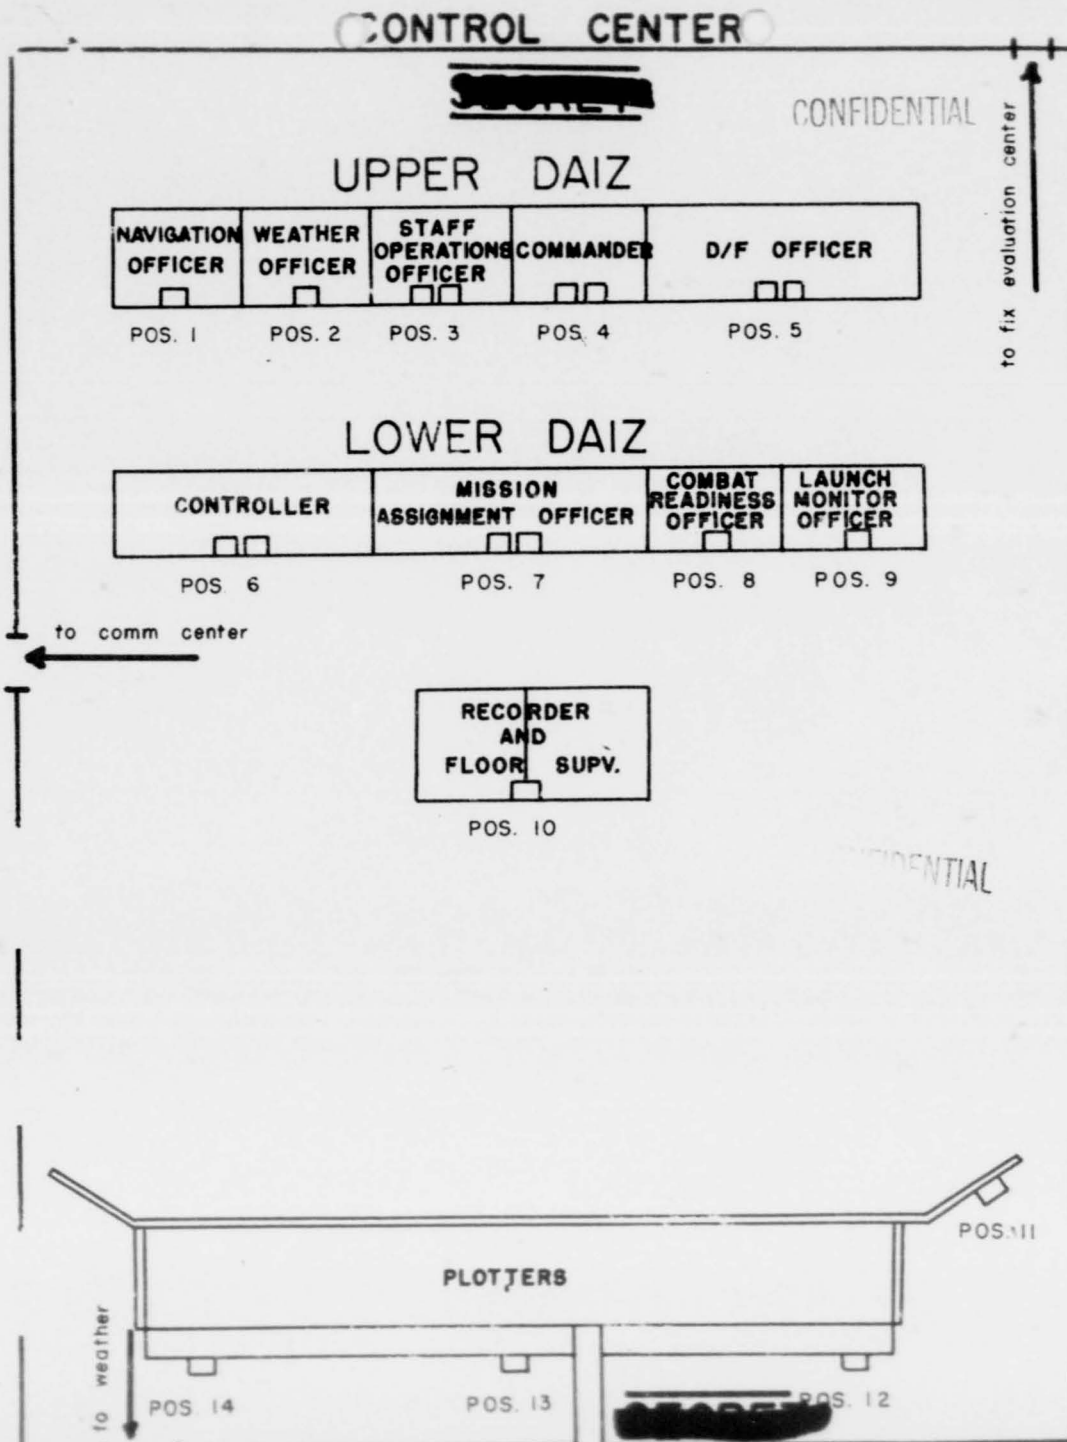 CONTROL CENTER
SECRET
CONFIDENTIAL
to fix evaluation center
UPPER DAIZ
NAVIGATION
OFFICER
WEATHER
OFFICER
STAFF
OPERATIONS
OFFICER
COMMANDER
D/F OFFICER
POS. 1
POS. 2
POS. 3
POS. 4
POS. 5
LOWER DAIZ
CONTROLLER
MISSION
ASSIGNMENT OFFICER
COMBAT
READINESS
OFFICER
LAUNCH
MONITOR
OFFICER
POS. 6
POS. 7
POS. 8
POS. 9
to comm center
RECORDER
AND
FLOOR SUPV.
POS. 10
NFIDENTIAL
POS. 11
PLOTTERS
to weather
POS. 14
POS. 13
POS. 12
SECRET